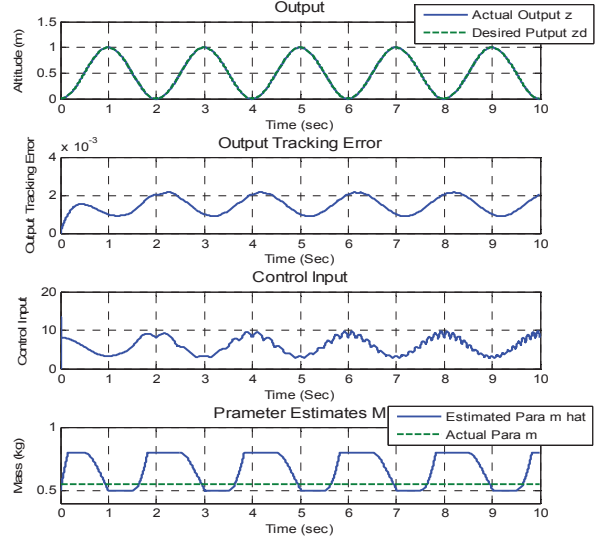 Output
Actual Output z
Desired Putput zd
1.5
1
0.5
0
Altitude (m)
0 1 2 3 4 5 6 7 8 9 10
Time (sec)
x 10^-3
Output Tracking Error
4
2
0
Output Tracking Error
0 1 2 3 4 5 6 7 8 9 10
Time (Sec)
Control Input
20
10
0
Control Input
0 1 2 3 4 5 6 7 8 9 10
Time (Sec)
Prameter Estimates M
Estimated Para m hat
Actual Para m
1
0.5
Mass (kg)
0 1 2 3 4 5 6 7 8 9 10
Time (sec)